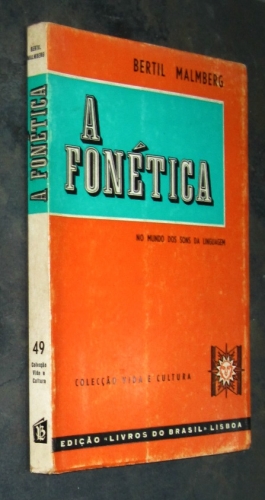 BERTIL MALMBERG
A
FONÉTICA
NO MUNDO DOS SONS DA LINGUAGEM
COLECÇÃO VIDA E CULTURA
EDIÇÃO «LIVROS DO BRASIL» LISBOA
BERTIL
MALMBERG
A FONÉTICA
49
Colecção
Vida e
Cultura